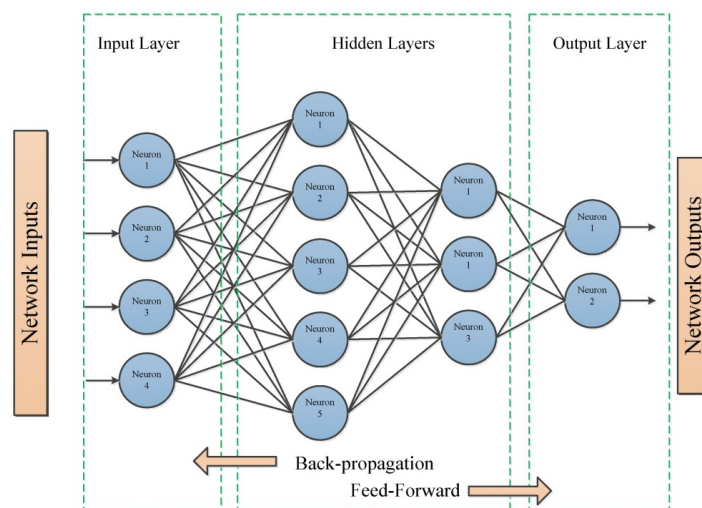 Input Layer
Hidden Layers
Output Layer
Network Inputs
Neuron
1
Neuron
2
Neuron
3
Neuron
4
Neuron
1
Neuron
2
Neuron
3
Neuron
4
Neuron
5
Neuron
1
Neuron
1
Neuron
3
Neuron
1
Neuron
2
Network Outputs
Back-propagation
Feed-Forward